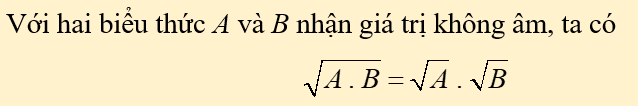 Với hai biểu thức A và B nhận giá trị không âm, ta có
√(A . B) = √A . √B